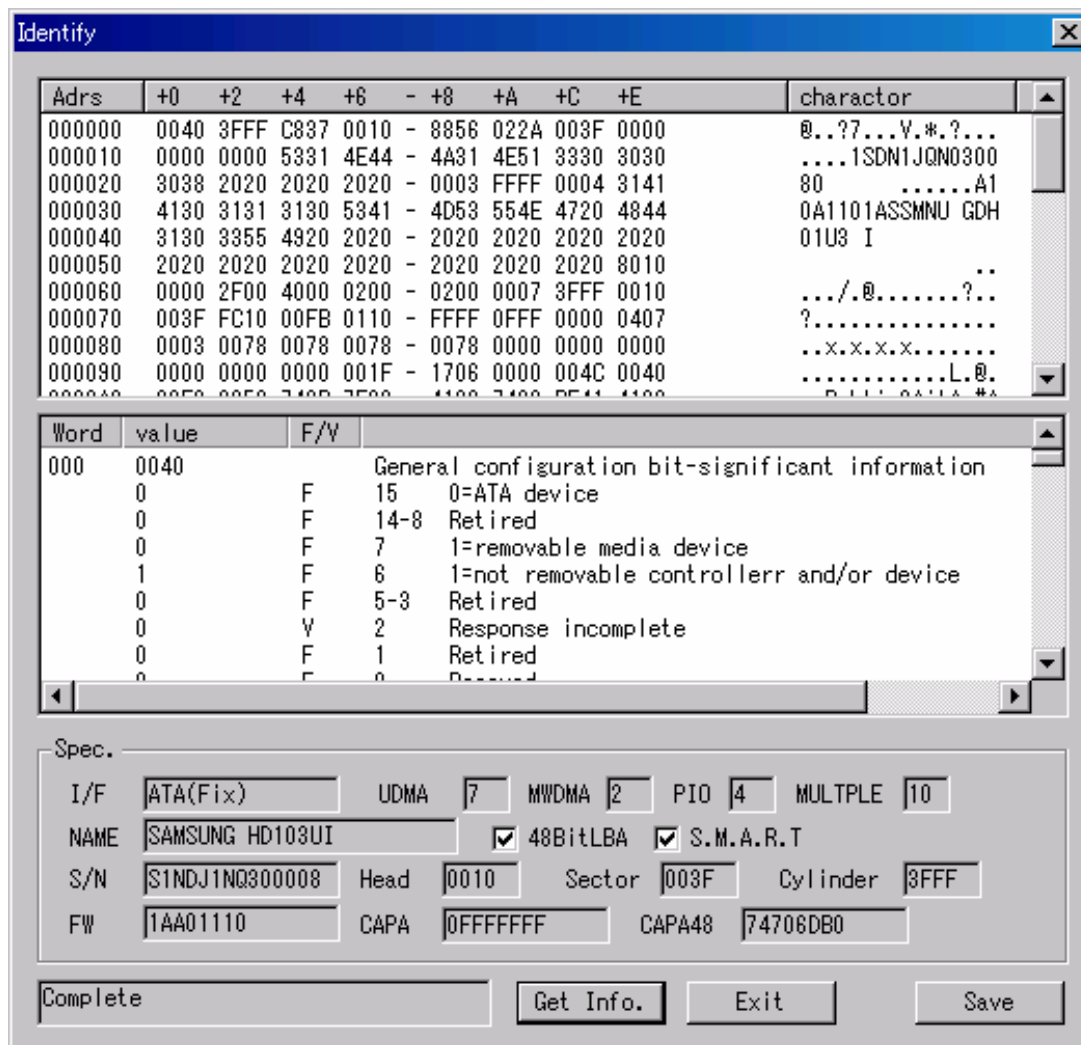 Identify
Adrs +0 +2 +4 +6 - +8 +A +C +E charactor
000000 0040 3FFF C837 0010 - 8856 022A 003F 0000 @..?7...V.*.?...
000010 0000 0000 5331 4E44 - 4A31 4E51 3330 3030 ....1SDN1JQN0300
000020 3038 2020 2020 2020 - 0003 FFFF 0004 3141 80      ......A1
000030 4130 3131 3130 5341 - 4D53 554E 4720 4844 0A1101ASSMNU GDH
000040 3130 3355 4920 2020 - 2020 2020 2020 2020 01U3 I
000050 2020 2020 2020 2020 - 2020 2020 2020 8010 ..
000060 0000 2F00 4000 0200 - 0200 0007 3FFF 0010 .../.@.......?..
000070 003F FC10 00FB 0110 - FFFF 0FFF 0000 0407 ?...............
000080 0003 0078 0078 0078 - 0078 0000 0000 0000 ..x.x.x.x.......
000090 0000 0000 0000 001F - 1706 0000 004C 0040 ............L.@.
Word value F/V
000 0040 General configuration bit-significant information
0 F 15 0=ATA device
0 F 14-8 Retired
0 F 7 1=removable media device
1 F 6 1=not removable controllerr and/or device
0 F 5-3 Retired
0 V 2 Response incomplete
0 F 1 Retired
Spec.
I/F ATA(Fix) UDMA 7 MWDMA 2 PIO 4 MULTPLE 10
NAME SAMSUNG HD103UI 48BitLBA S.M.A.R.T
S/N S1NDJ1NQ300008 Head 0010 Sector 003F Cylinder 3FFF
FW 1AA01110 CAPA 0FFFFFFF CAPA48 74706DB0
Complete Get Info. Exit Save